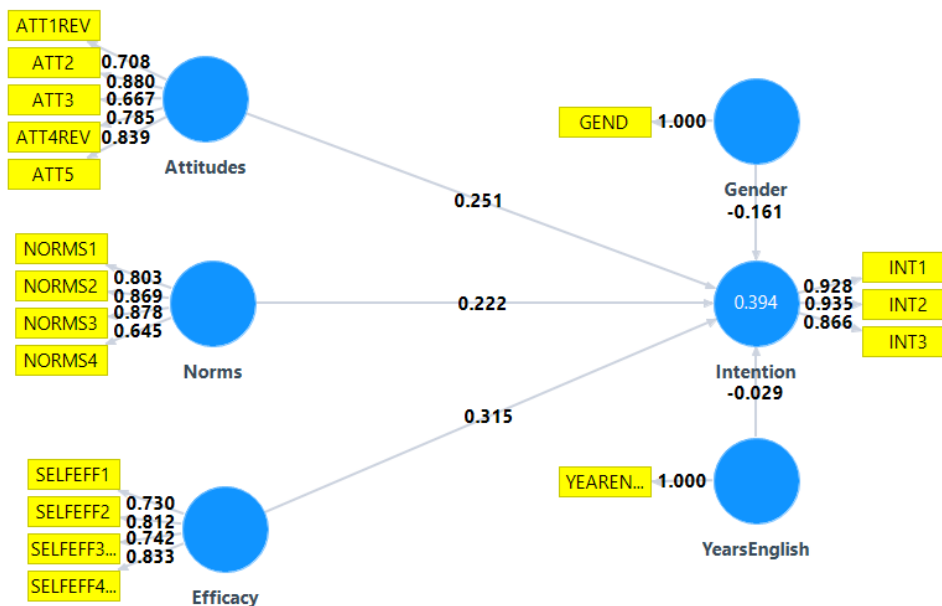 ATT1REV
ATT2
ATT3
ATT4REV
ATT5
0.708
0.880
0.667
0.785
0.839
Attitudes
0.251
GEND
1.000
Gender
-0.161
NORMS1
NORMS2
NORMS3
NORMS4
0.803
0.869
0.878
0.645
Norms
0.222
0.394
Intention
0.928
0.935
0.866
INT1
INT2
INT3
-0.029
0.315
SELFEFF1
SELFEFF2
SELFEFF3...
SELFEFF4...
0.730
0.812
0.742
0.833
Efficacy
YEAREN...
1.000
YearsEnglish